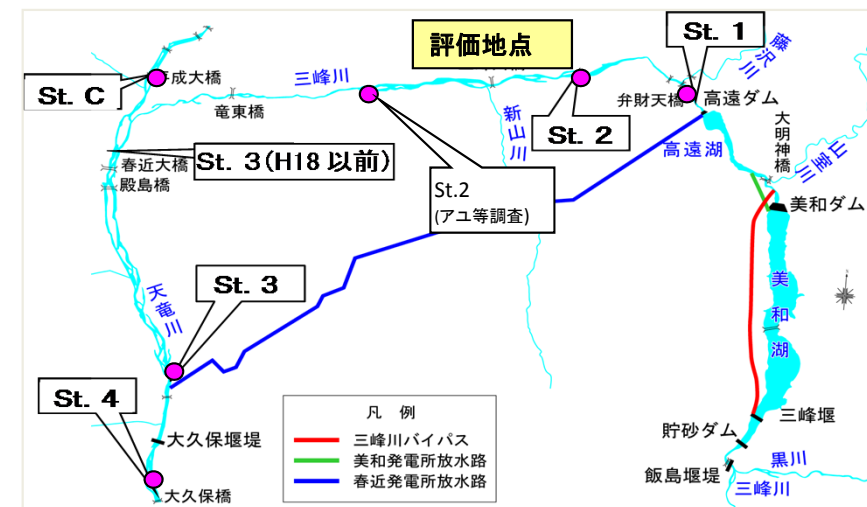 評価地点
St. 1
藤沢川
St. C
平成大橋
三峰川
竜東橋
弁財天橋
高遠ダム
St. 2
新山川
高遠湖
大明神橋
山室川
St. 3(H18 以前)
春近大橋
殿島橋
St.2
(アユ等調査)
美和ダム
天竜川
St. 3
美和湖
St. 4
大久保堰堤
大久保橋
凡 例
三峰川バイパス
美和発電所放水路
春近発電所放水路
三峰堰
貯砂ダム
飯島堰堤
黒川
三峰川